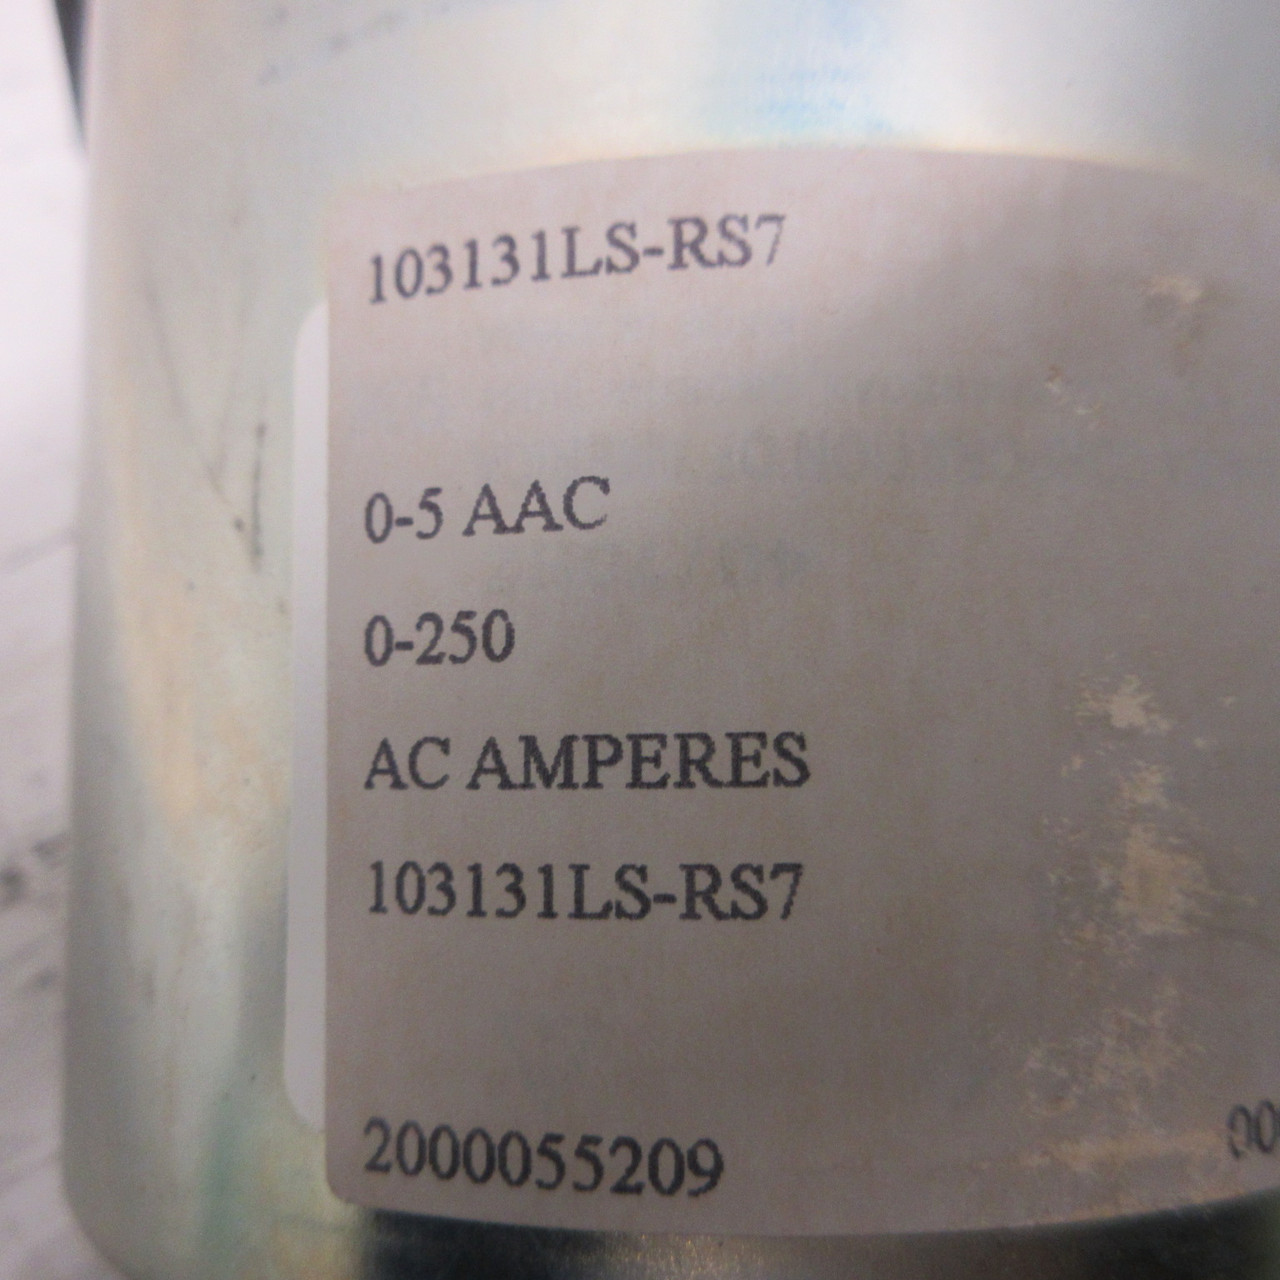 103131LS-RS7
0-5 AAC
0-250
AC AMPERES
103131LS-RS7
2000055209